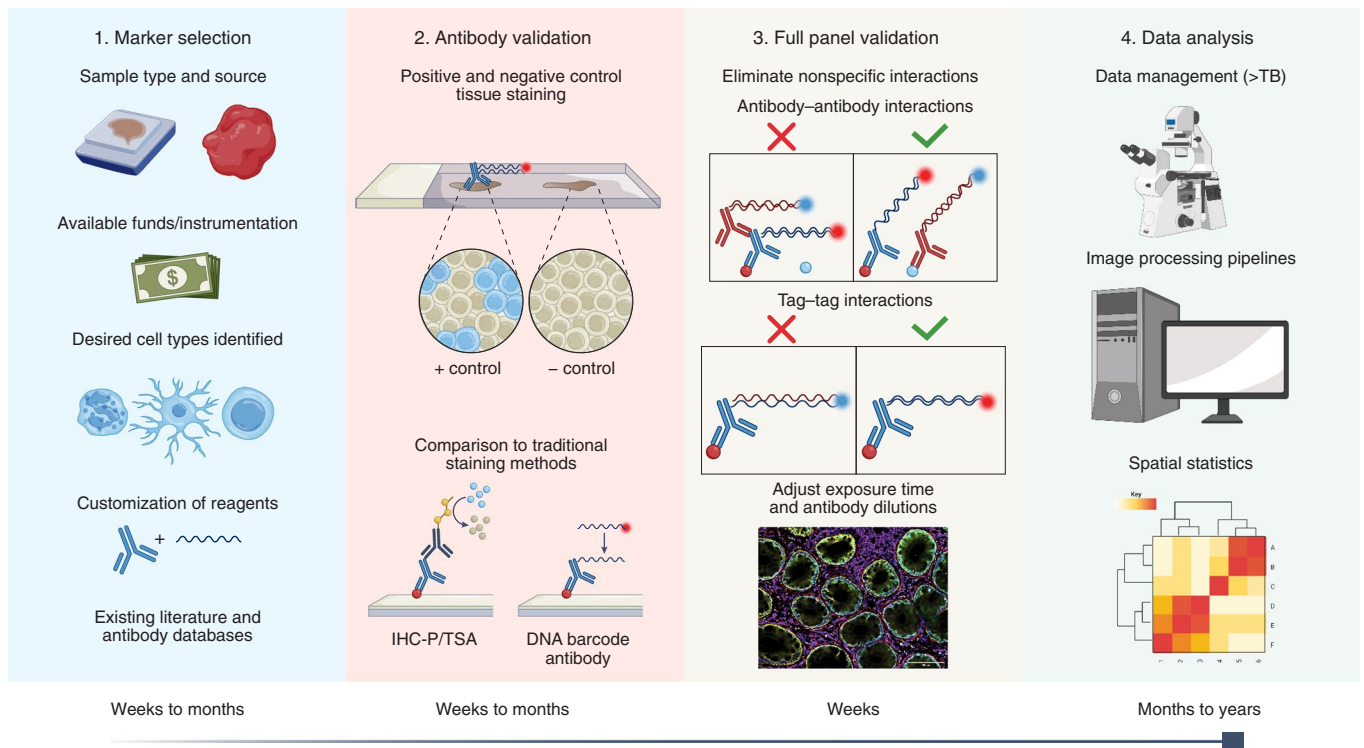 1. Marker selection
Sample type and source
Available funds/instrumentation
$
Desired cell types identified
Customization of reagents
+
Existing literature and
antibody databases
Weeks to months
2. Antibody validation
Positive and negative control
tissue staining
+ control
− control
Comparison to traditional
staining methods
IHC-P/TSA
DNA barcode
antibody
Weeks to months
3. Full panel validation
Eliminate nonspecific interactions
Antibody–antibody interactions
Tag–tag interactions
Adjust exposure time
and antibody dilutions
Weeks
4. Data analysis
Data management (>TB)
Image processing pipelines
Spatial statistics
Key
A
B
C
D
E
F
1 2 3 4 5 6
Months to years